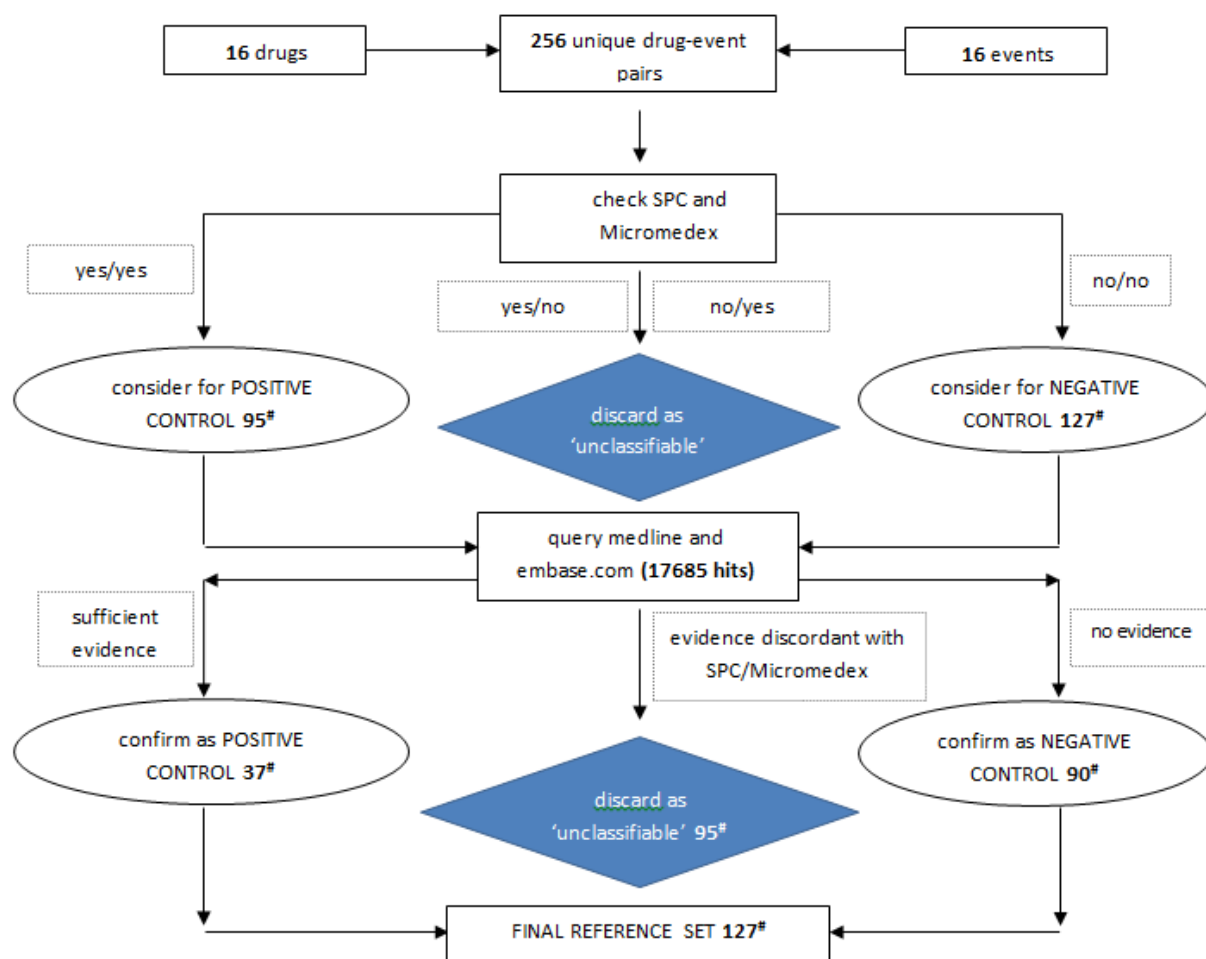 16 drugs
256 unique drug-event
pairs
16 events
check SPC and
Micromedex
yes/yes
yes/no
no/yes
no/no
consider for POSITIVE
CONTROL 95#
discard as
‘unclassifiable’
consider for NEGATIVE
CONTROL 127#
query medline and
embase.com (17685 hits)
sufficient
evidence
evidence discordant with
SPC/Micromedex
no evidence
confirm as POSITIVE
CONTROL 37#
discard as
‘unclassifiable’ 95#
confirm as NEGATIVE
CONTROL 90#
FINAL REFERENCE SET 127#